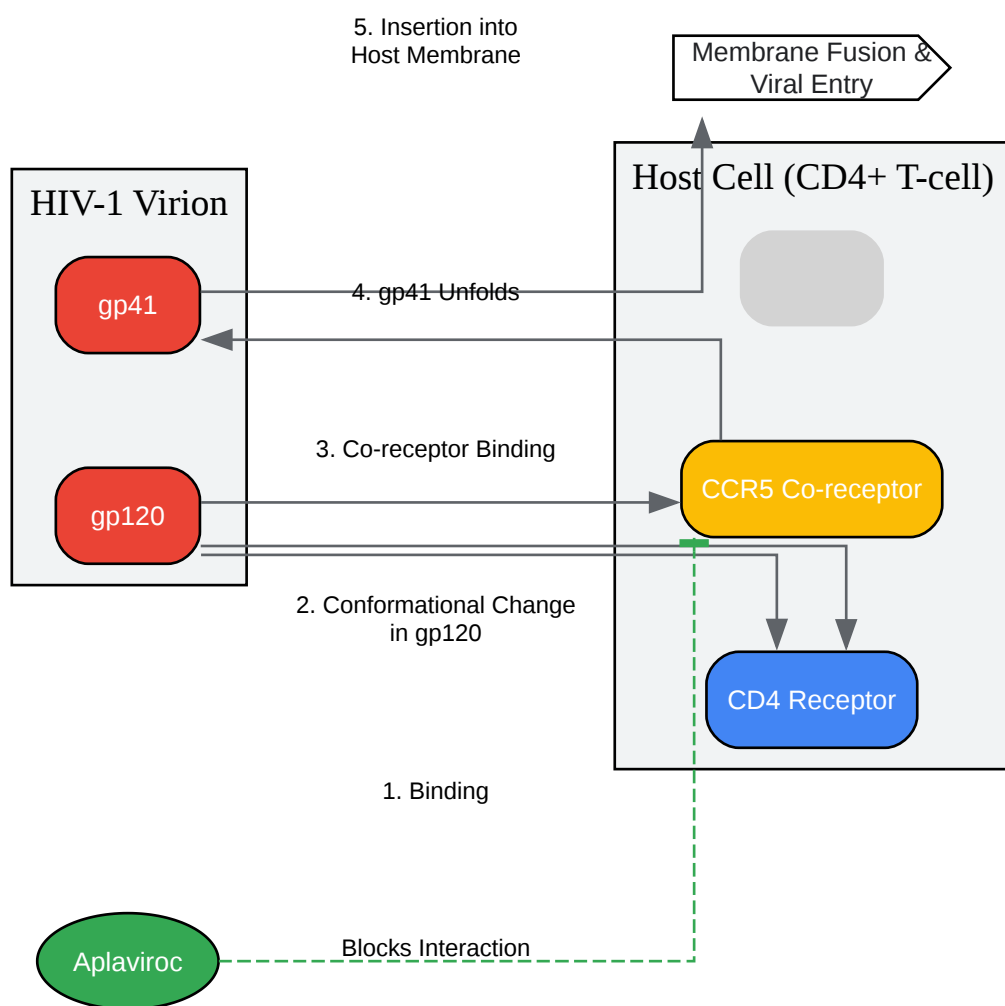 5. Insertion into
Host Membrane
Membrane Fusion &
Viral Entry
HIV-1 Virion
Host Cell (CD4+ T-cell)
gp41
4. gp41 Unfolds
3. Co-receptor Binding
CCR5 Co-receptor
gp120
2. Conformational Change
in gp120
CD4 Receptor
1. Binding
Blocks Interaction
Aplaviroc